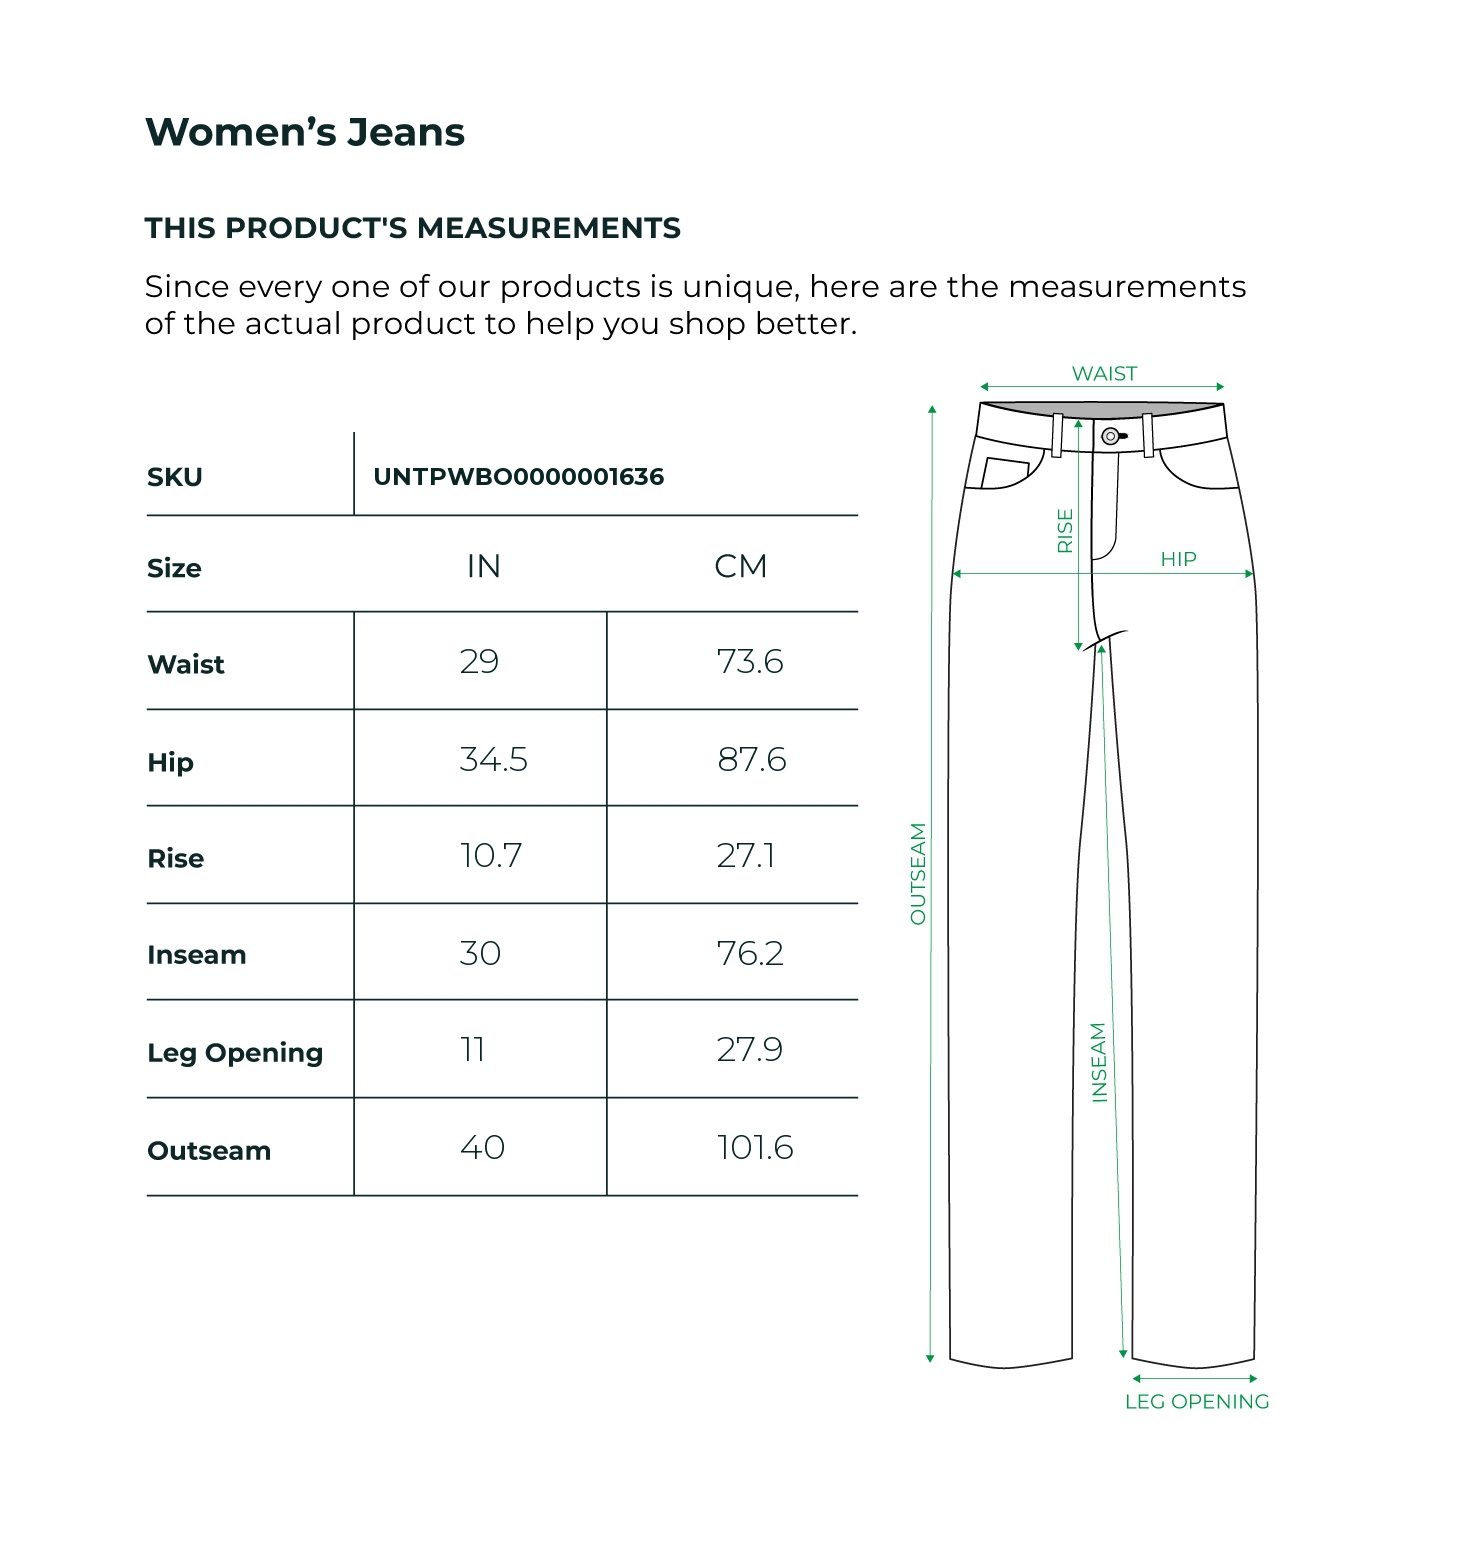 Women’s Jeans
THIS PRODUCT'S MEASUREMENTS
Since every one of our products is unique, here are the measurements
of the actual product to help you shop better.
SKU UNTPWBO0000001636
Size IN CM
Waist 29 73.6
Hip 34.5 87.6
Rise 10.7 27.1
Inseam 30 76.2
Leg Opening 11 27.9
Outseam 40 101.6
WAIST
RISE
HIP
OUTSEAM
INSEAM
LEG OPENING